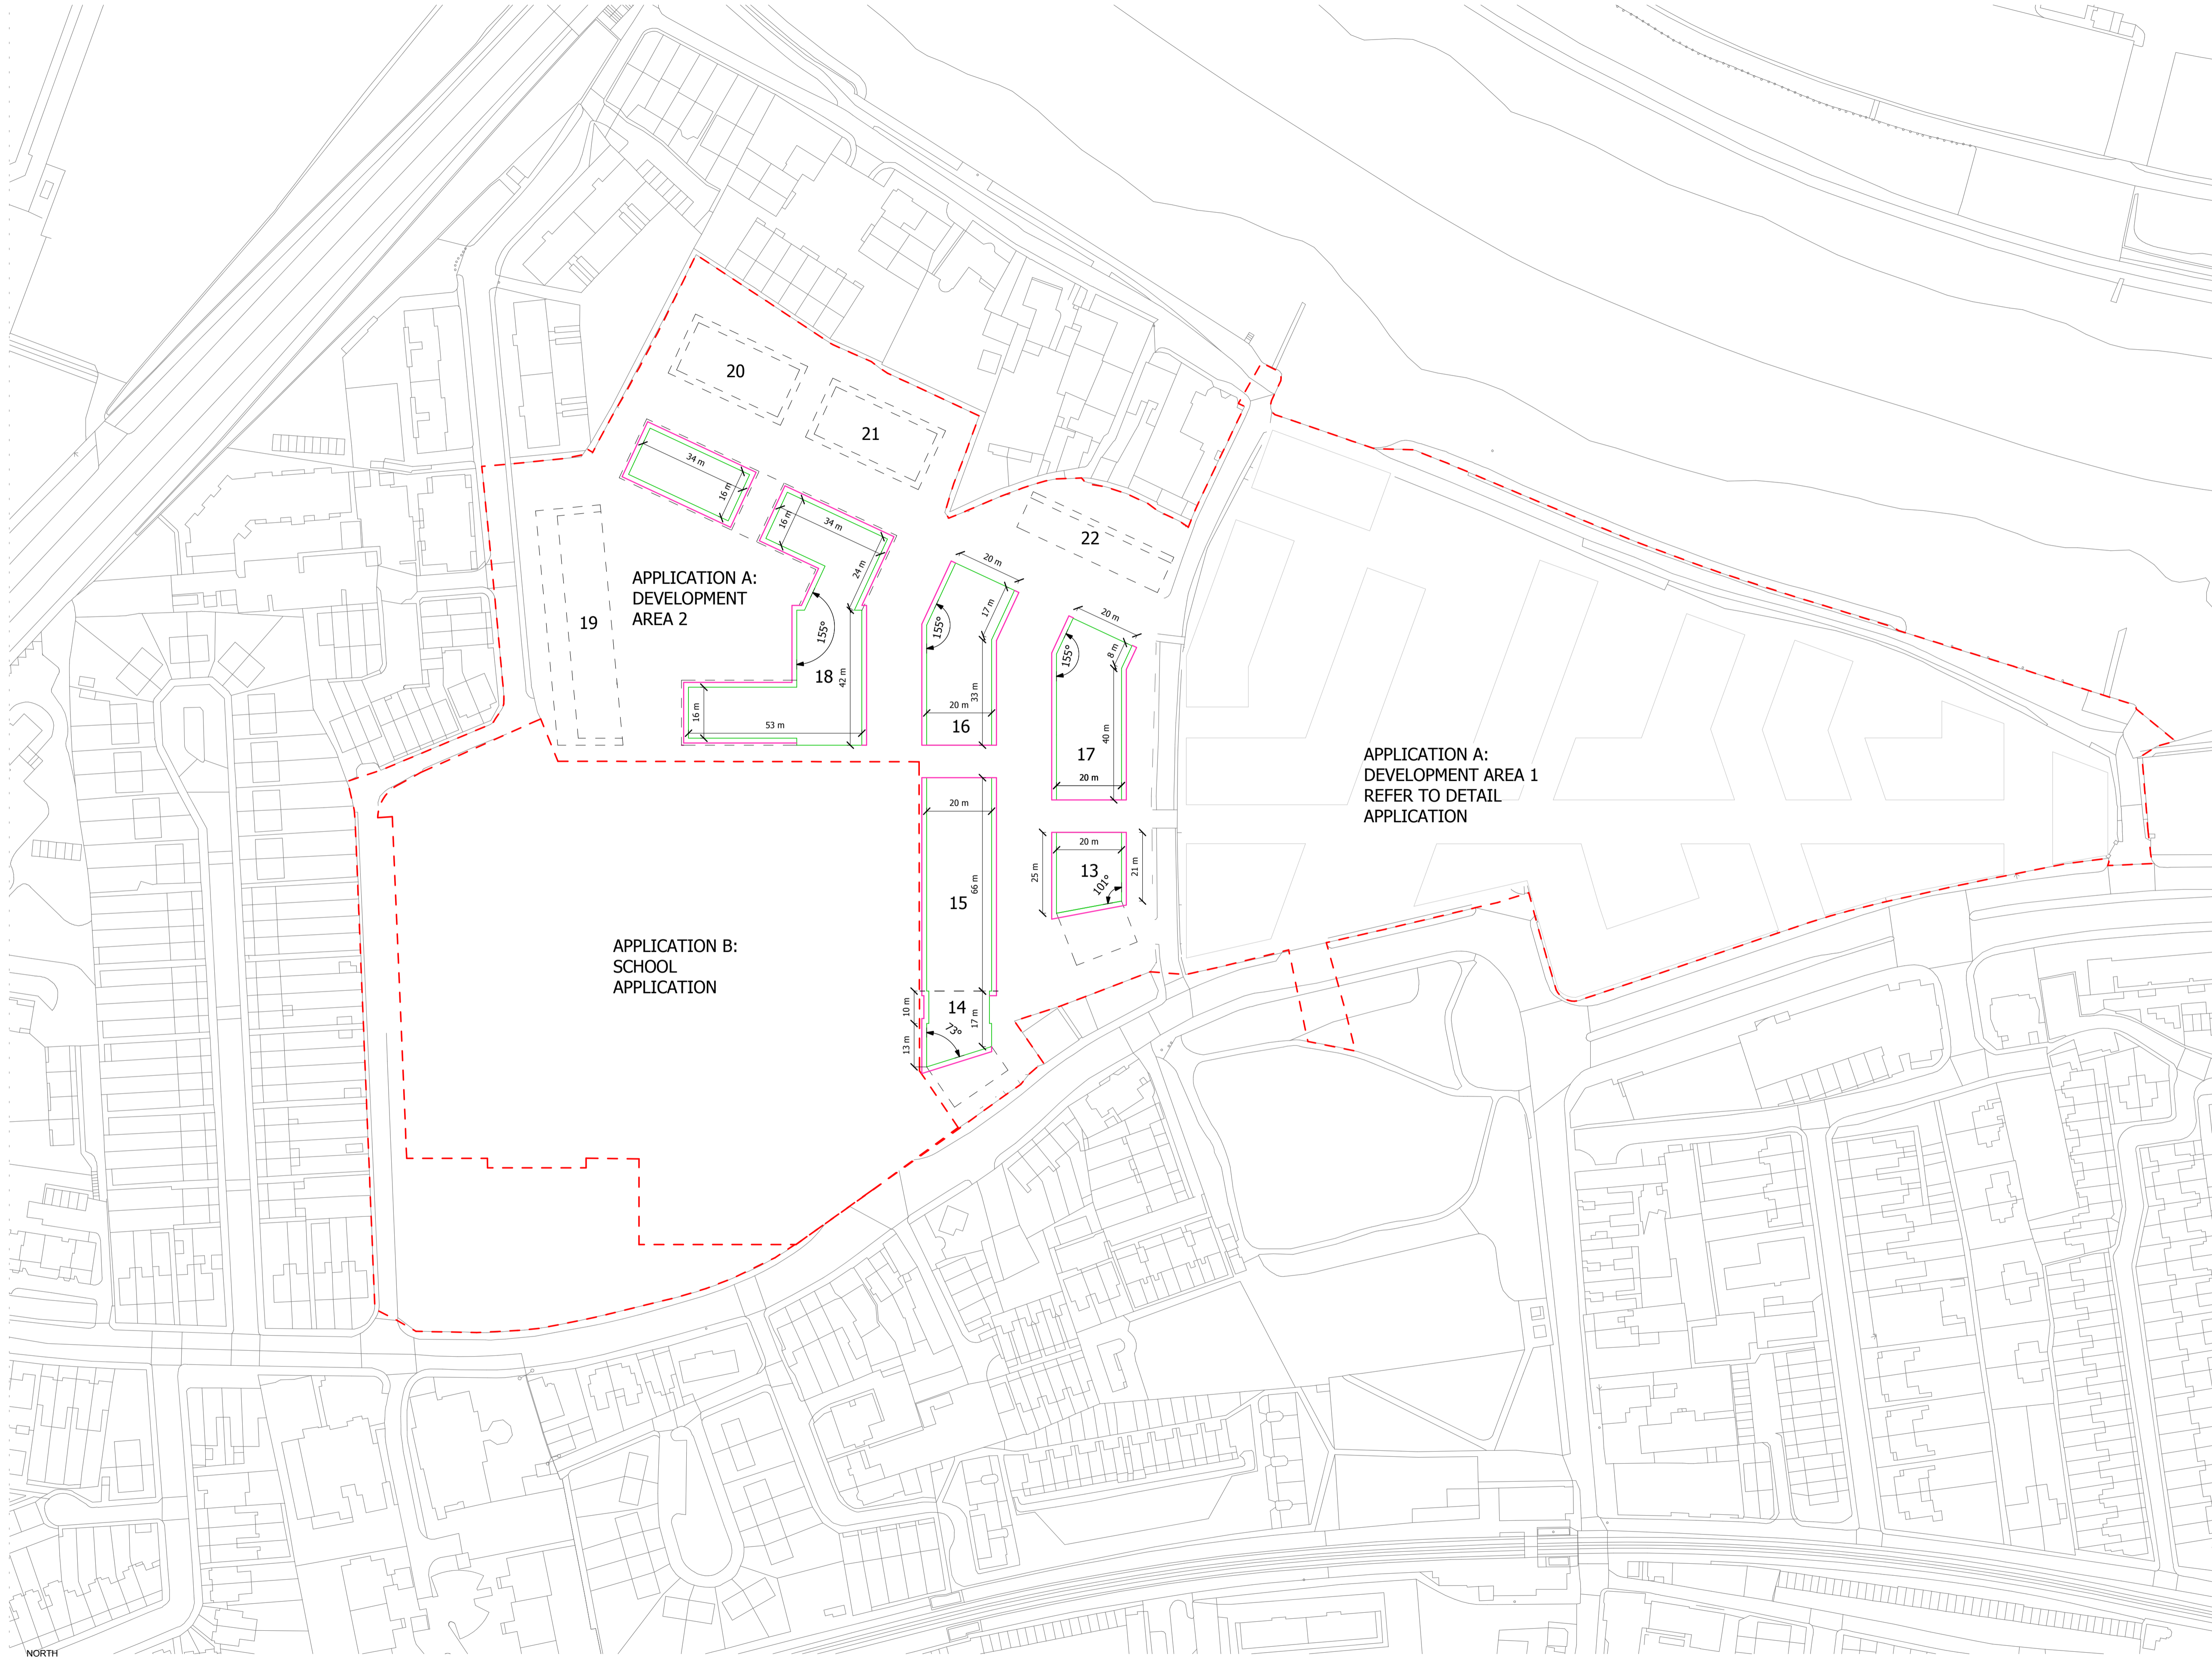 20
21
34 m
16 m
16 m
34 m
22
24 m
20 m
17 m
155°
APPLICATION A:
DEVELOPMENT
AREA 2
19
155°
20 m
8 m
155°
18
42 m
16 m
53 m
33 m
20 m
16
40 m
17
20 m
APPLICATION A:
DEVELOPMENT AREA 1
REFER TO DETAIL
APPLICATION
20 m
66 m
15
20 m
13
25 m
21 m
101°
APPLICATION B:
SCHOOL
APPLICATION
10 m
14
17 m
73°
13 m
NORTH